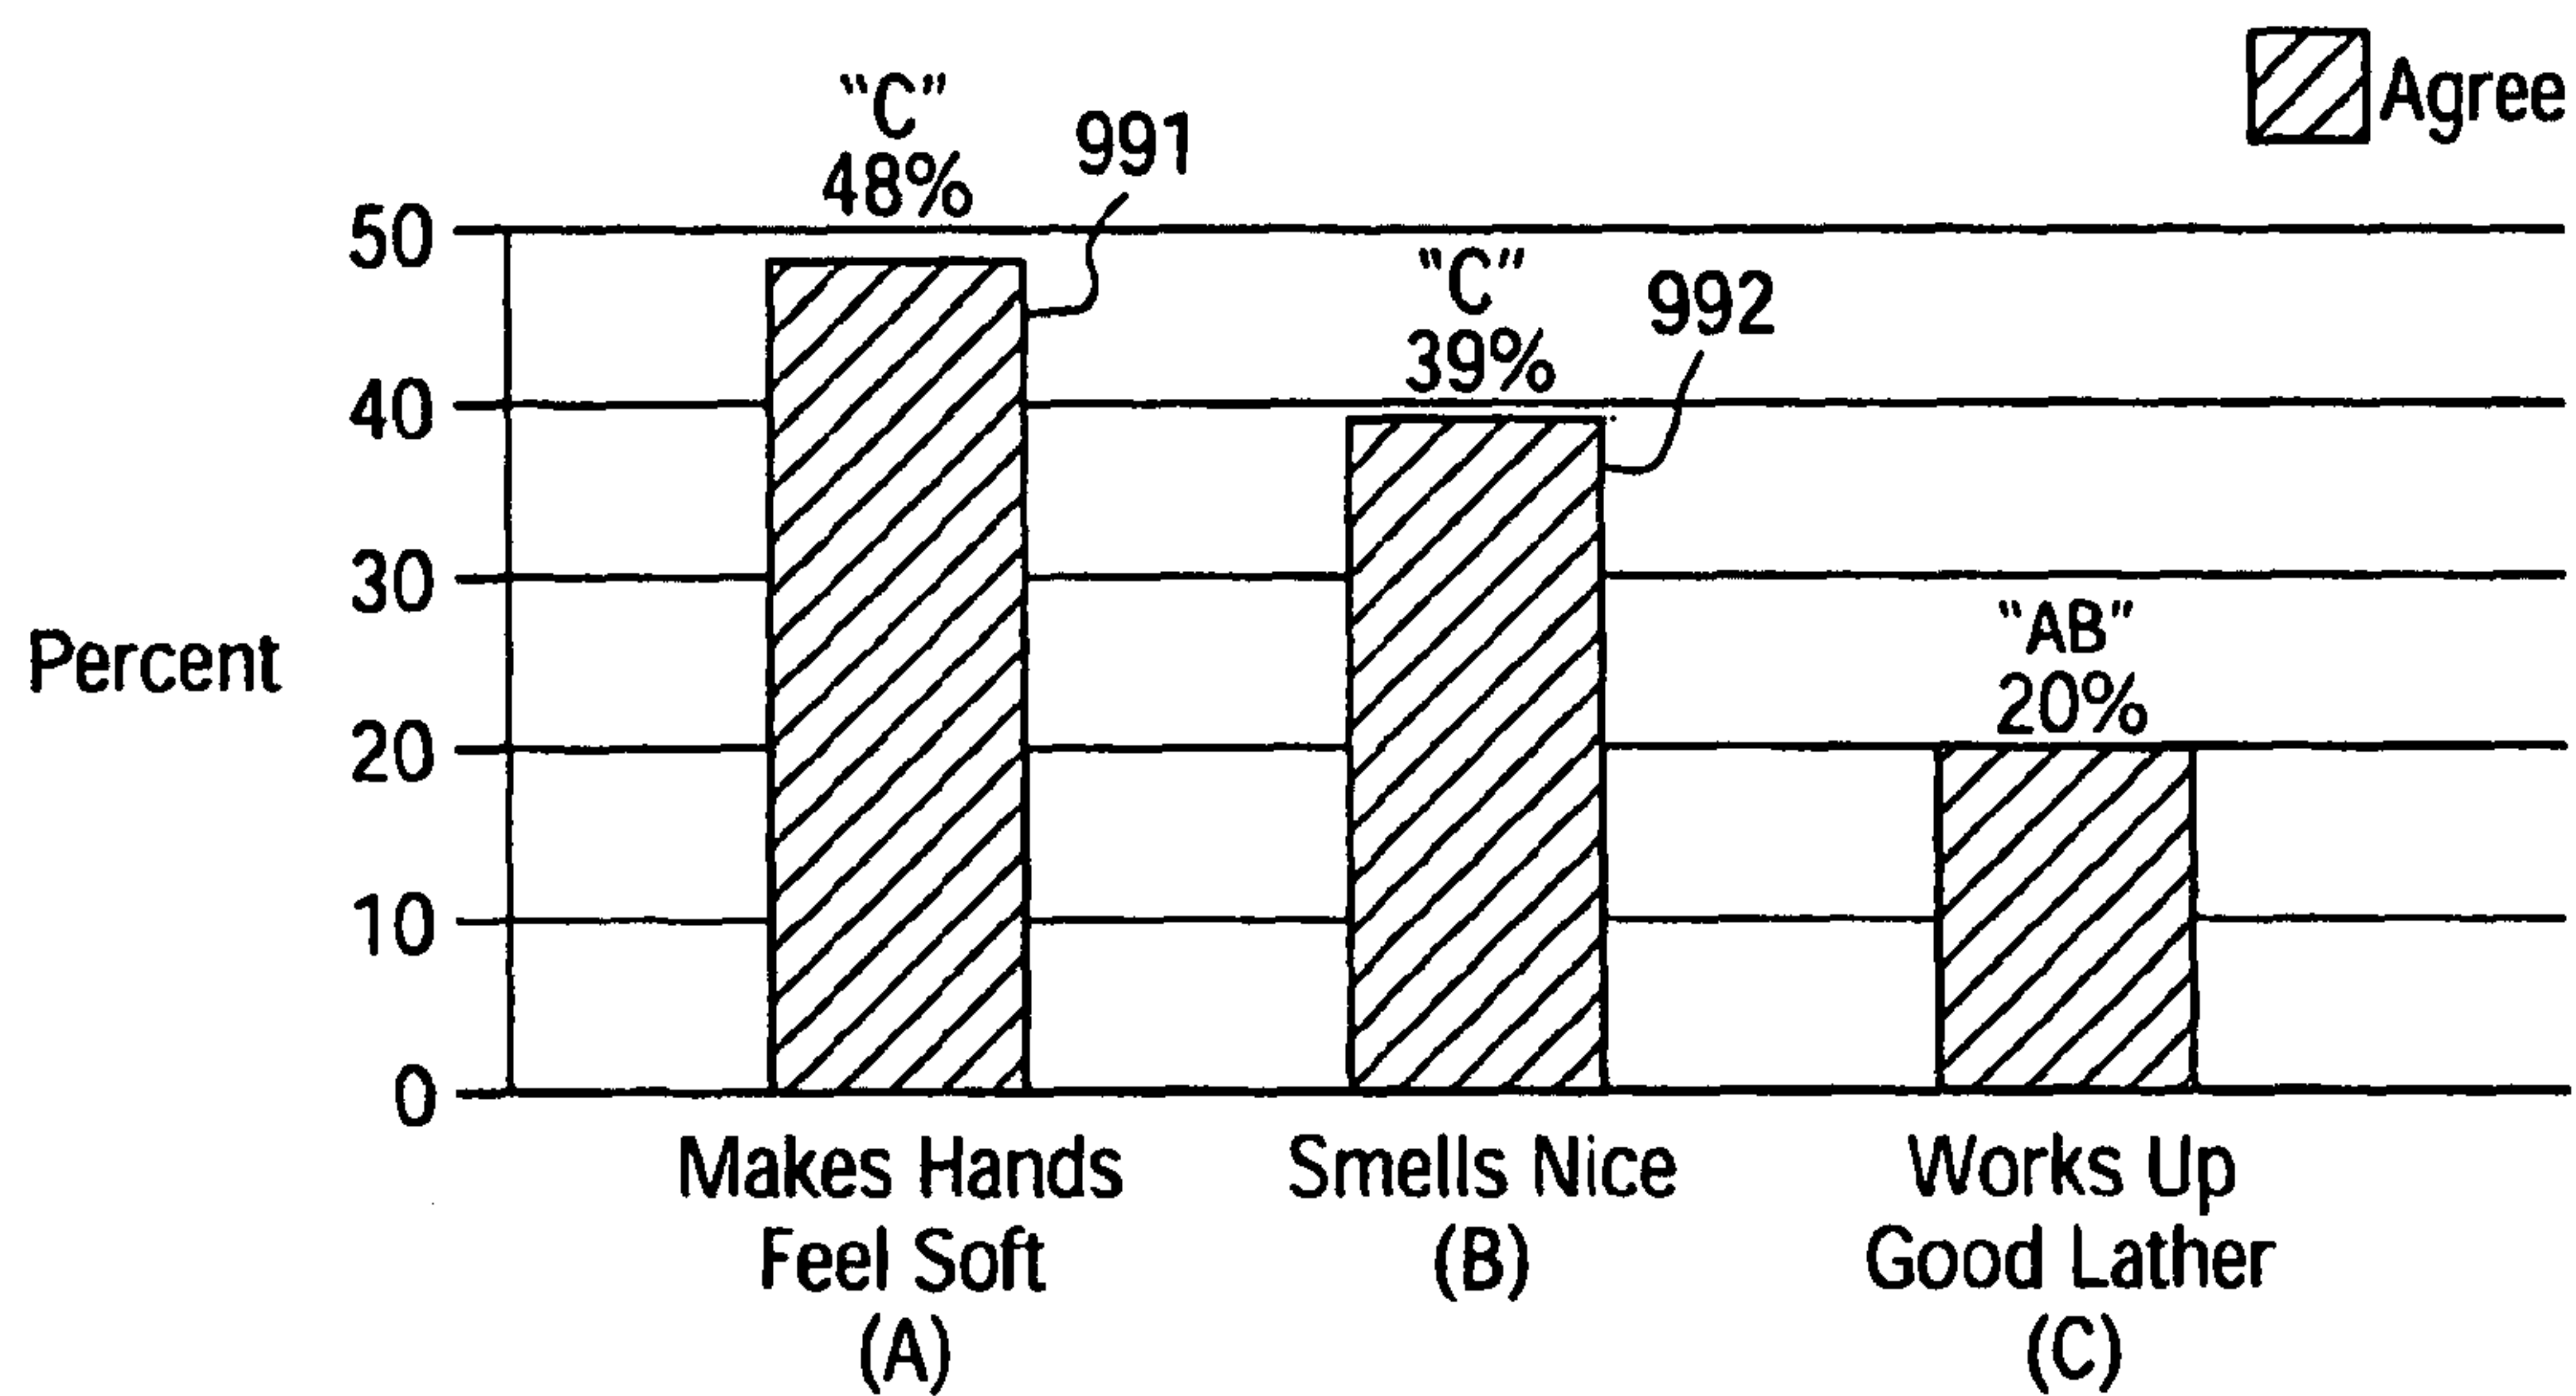 Agree
"C"
48%
991
"C"
39%
992
"AB"
20%
Percent
50
40
30
20
10
0
Makes Hands
Feel Soft
(A)
Smells Nice
(B)
Works Up
Good Lather
(C)